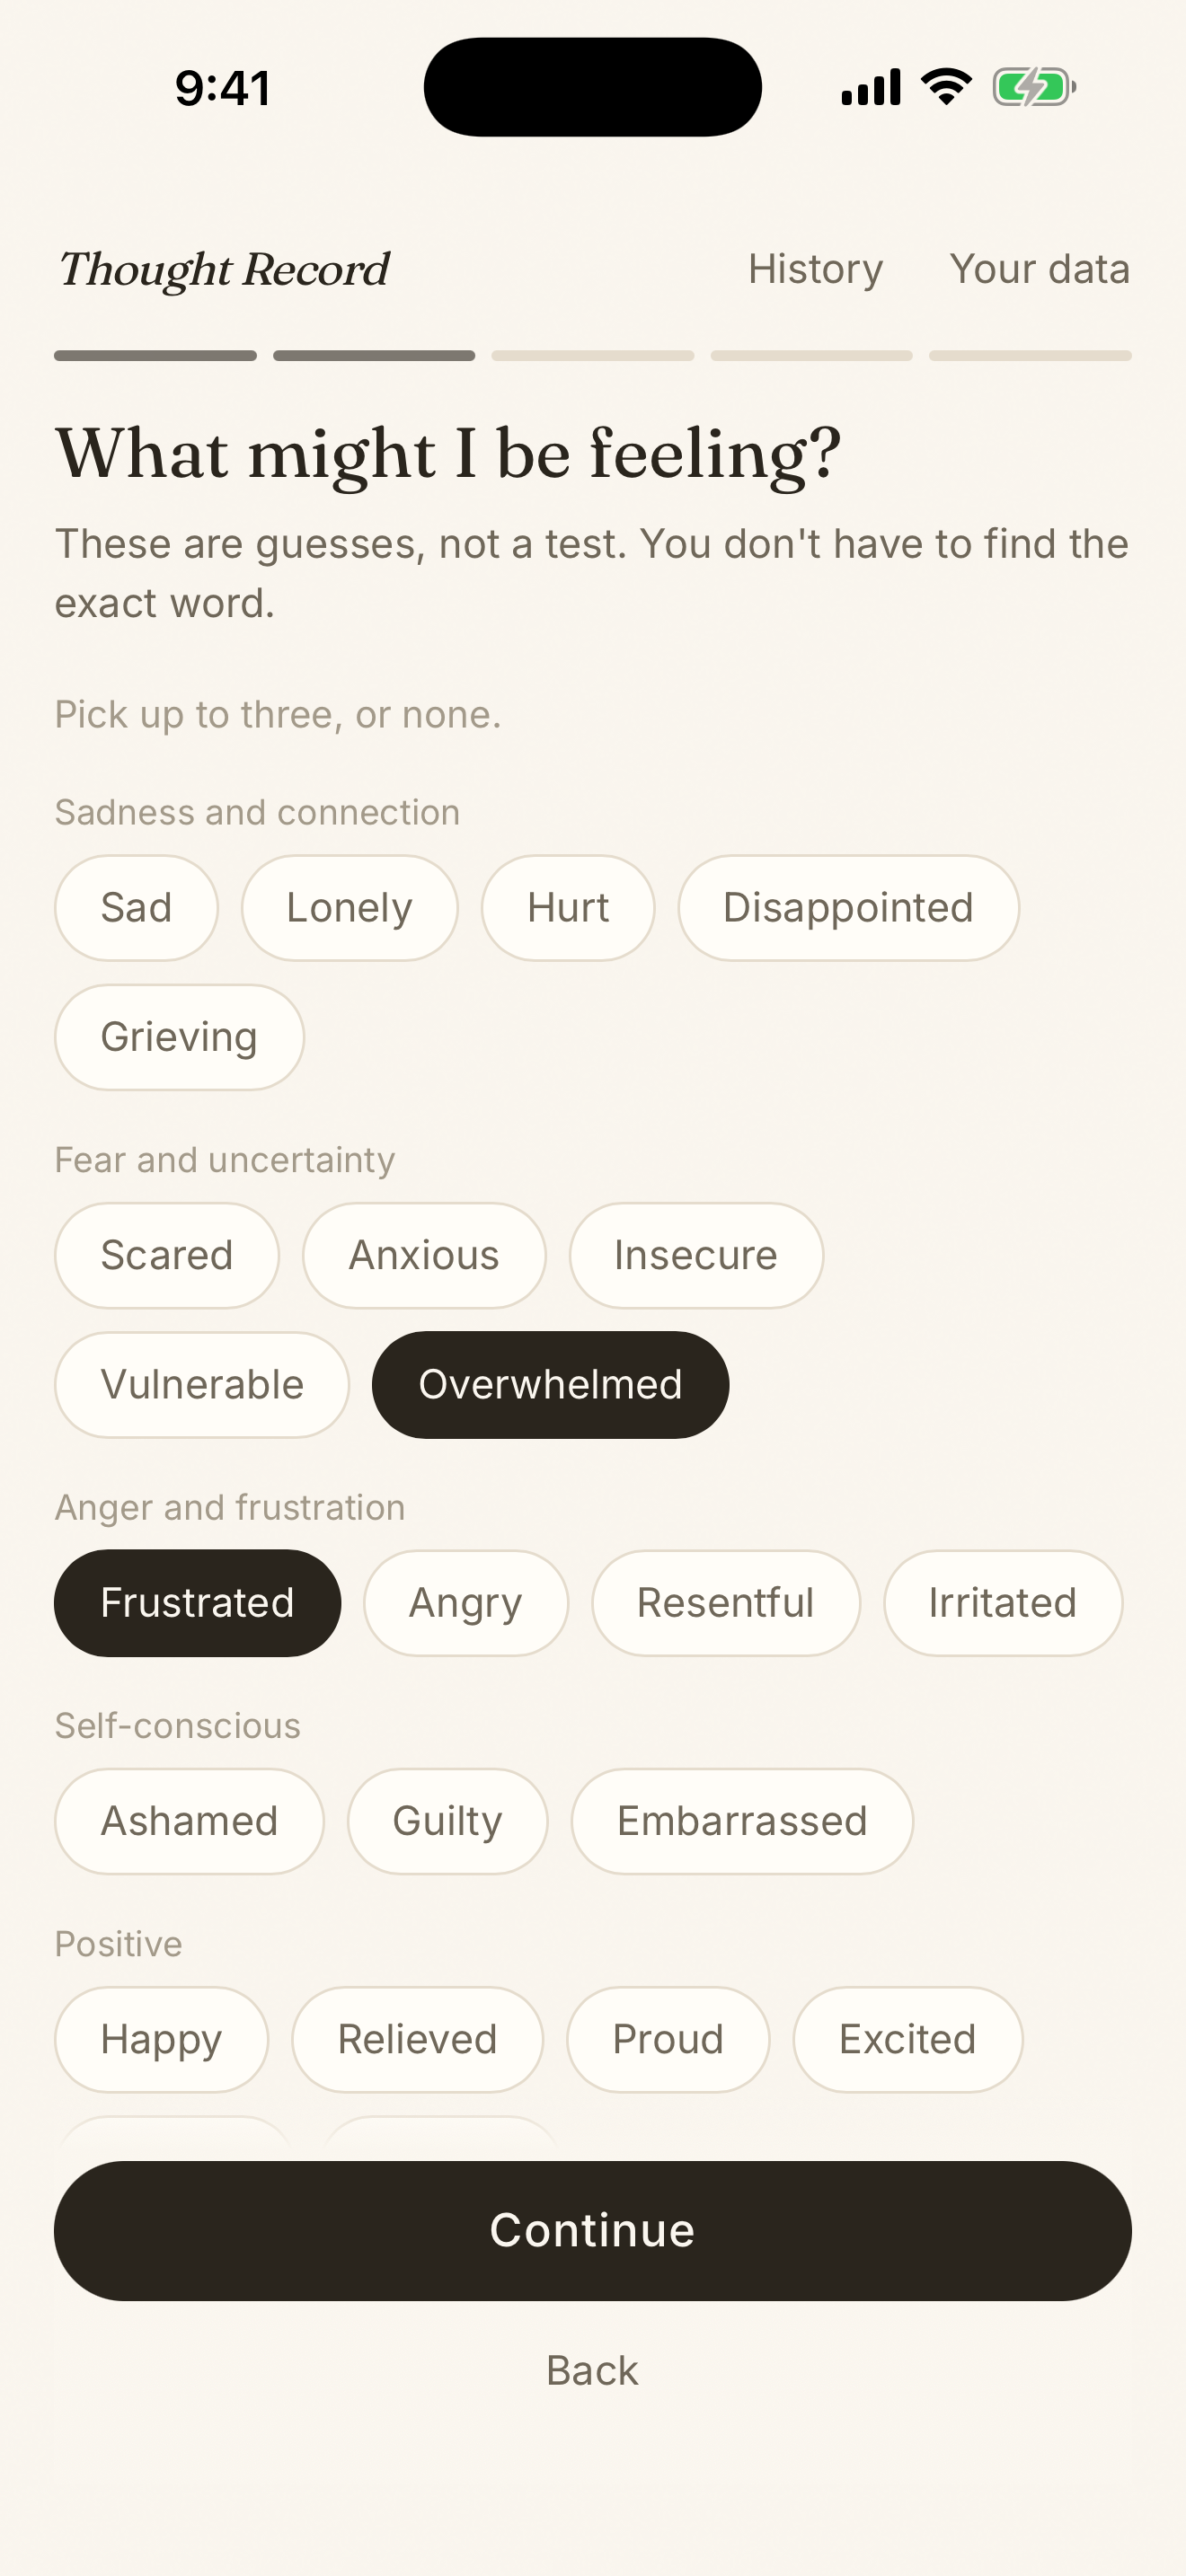 9:41
Thought Record History Your data
What might I be feeling?
These are guesses, not a test. You don't have to find the
exact word.
Pick up to three, or none.
Sadness and connection
Sad Lonely Hurt Disappointed
Grieving
Fear and uncertainty
Scared Anxious Insecure
Vulnerable Overwhelmed
Anger and frustration
Frustrated Angry Resentful Irritated
Self-conscious
Ashamed Guilty Embarrassed
Positive
Happy Relieved Proud Excited
Continue
Back